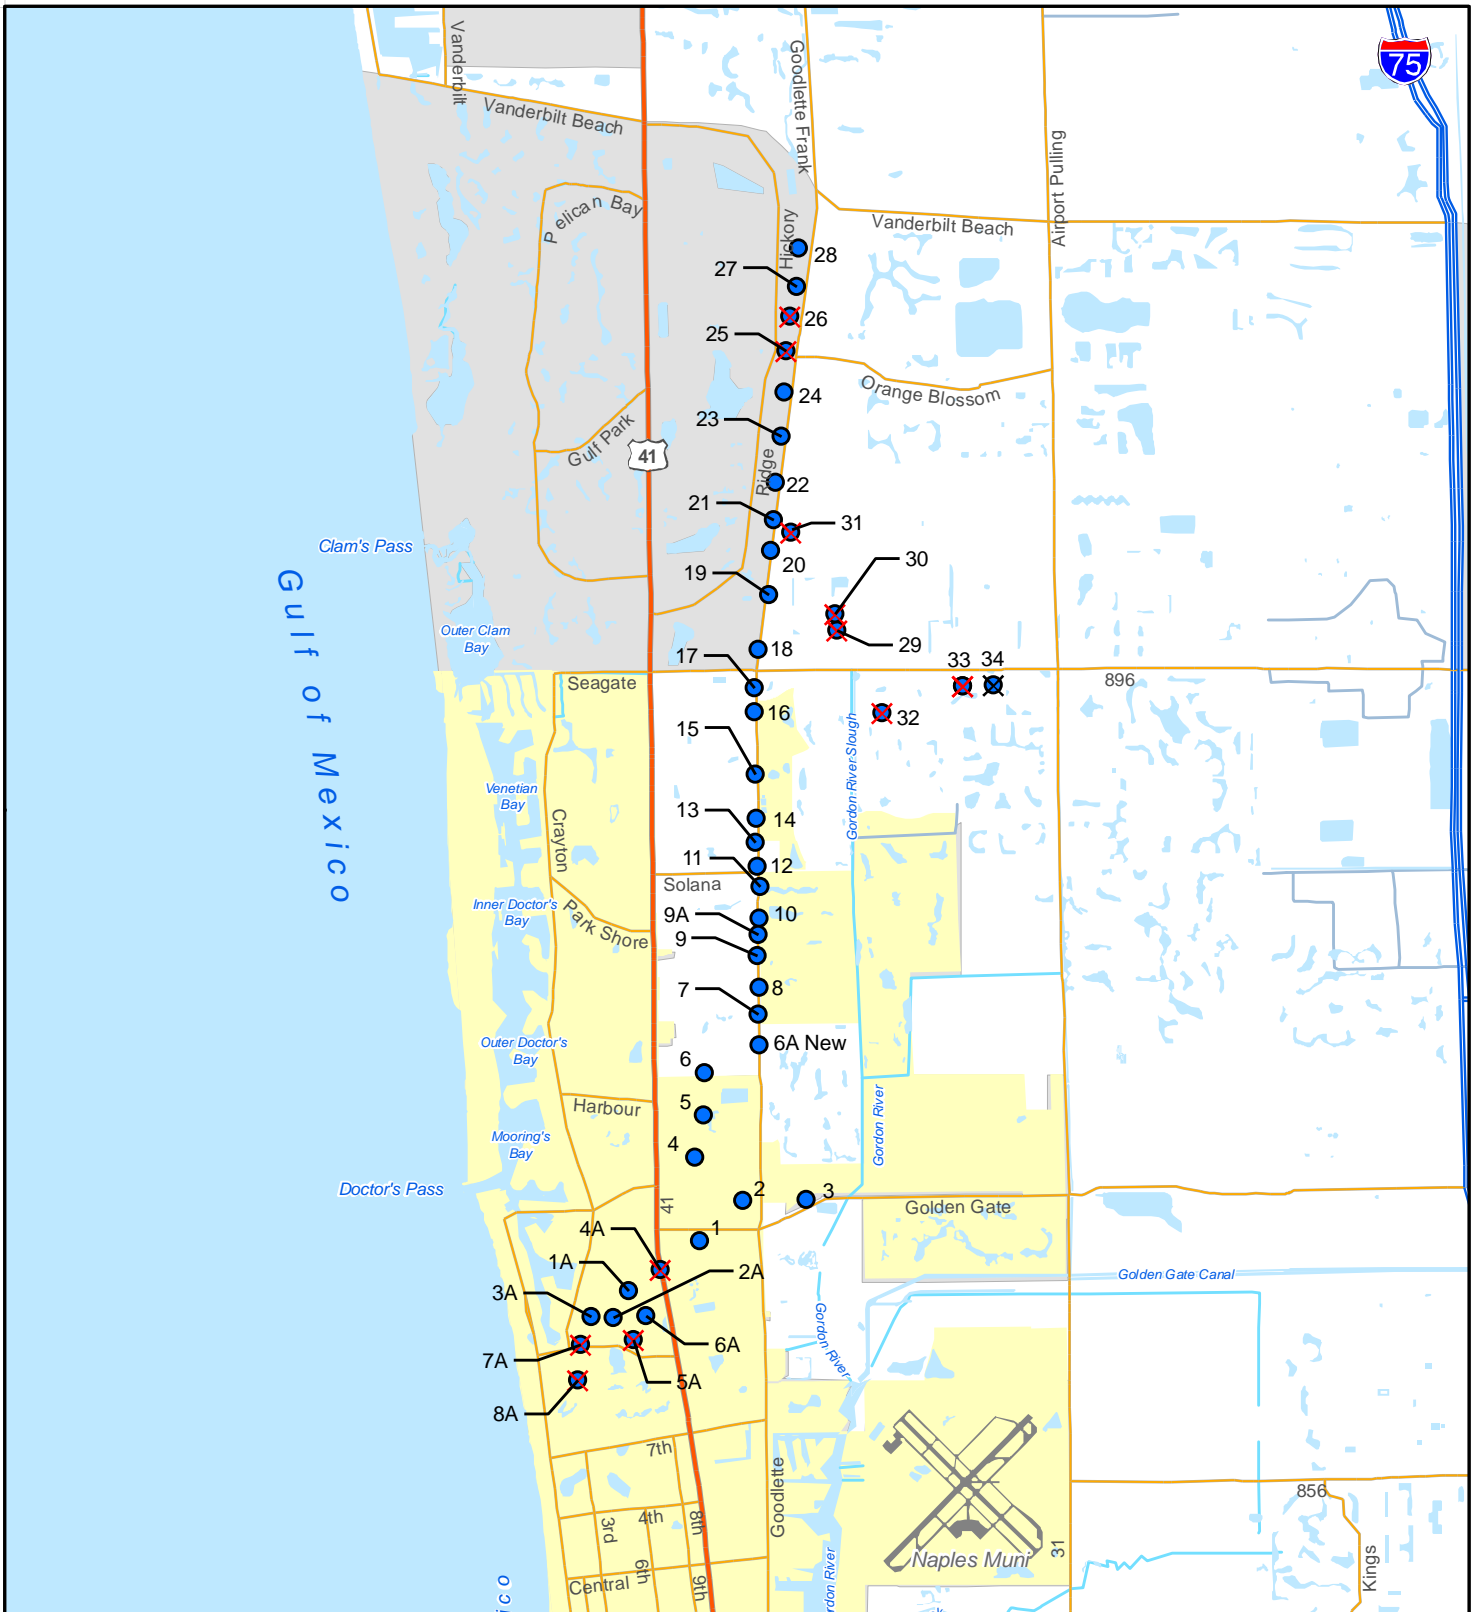 Vanderbilt
Goodlette Frank
75
Vanderbilt Beach
Airport Pulling
Pelican Bay
Hickory
Vanderbilt Beach
28
27
26
25
Orange Blossom
24
23
Gulf Park
41
Ridge
22
21
31
Clam's Pass
20
30
19
Gulf of Mexico
Outer Clam
Bay
29
18
17
33
34
Seagate
896
16
32
15
Gordon River Slough
Venetian
Bay
13
14
Crayton
11
12
Solana
Inner Doctor's
Bay
Park Shore
9A
10
9
8
7
Outer Doctor's
Bay
6A New
6
5
Harbour
Gordon River
Mooring's
Bay
4
Doctor's Pass
41
2
3
Golden Gate
1
4A
1A
2A
Golden Gate Canal
3A
Gordon River
6A
7A
5A
8A
7th
Goodlette
3rd
4th
8th
856
Naples Muni
31
Kings
6th
Central
9th
ico
rdon River